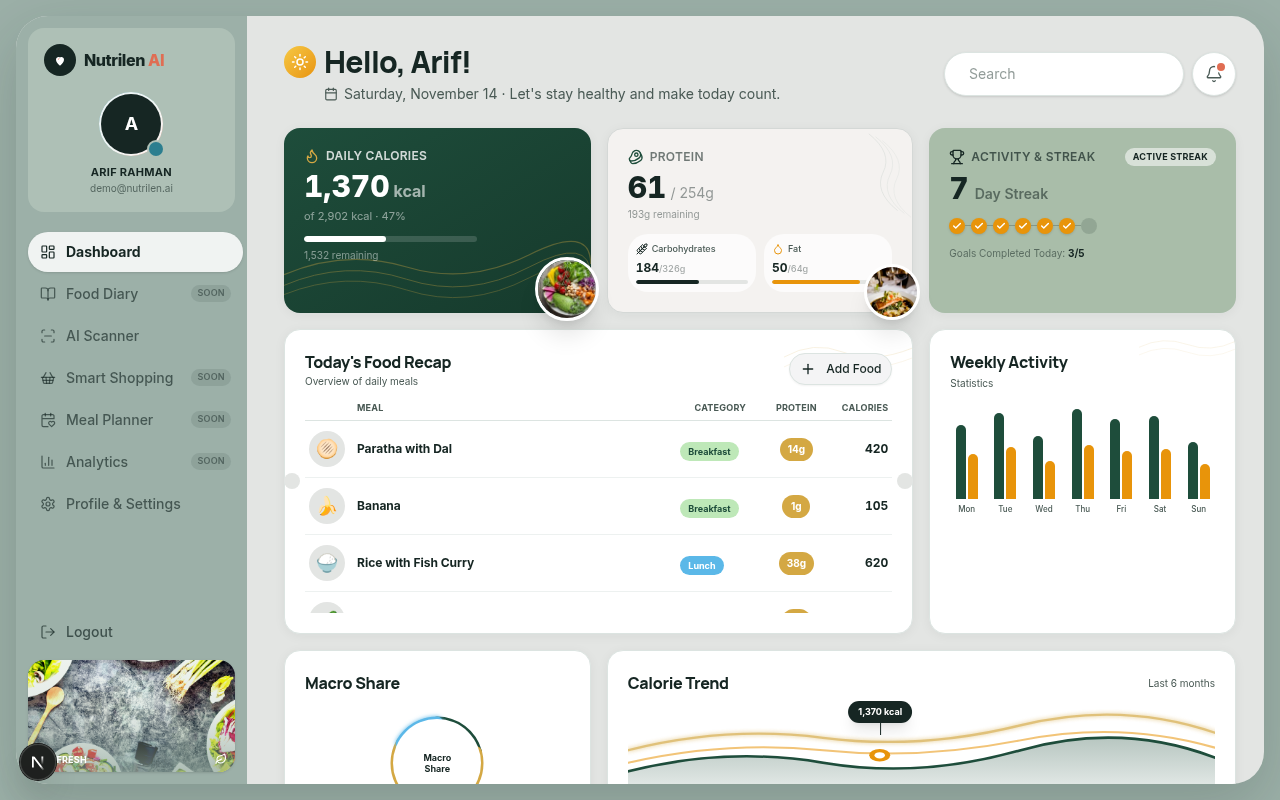 Nutrilen AI
A
ARIF RAHMAN
demo@nutrilen.ai
Dashboard
Food Diary SOON
AI Scanner
Smart Shopping SOON
Meal Planner SOON
Analytics SOON
Profile & Settings
Logout
N
FRESH
Hello, Arif!
Saturday, November 14 · Let's stay healthy and make today count.
Search
DAILY CALORIES
1,370 kcal
of 2,902 kcal · 47%
1,532 remaining
PROTEIN
61 / 254g
193g remaining
Carbohydrates
184/326g
Fat
50/64g
ACTIVITY & STREAK ACTIVE STREAK
7 Day Streak
Goals Completed Today: 3/5
Today's Food Recap
Overview of daily meals
Add Food
MEAL CATEGORY PROTEIN CALORIES
Paratha with Dal Breakfast 14g 420
Banana Breakfast 1g 105
Rice with Fish Curry Lunch 38g 620
Weekly Activity
Statistics
Mon Tue Wed Thu Fri Sat Sun
Macro Share
Macro
Share
Calorie Trend Last 6 months
1,370 kcal